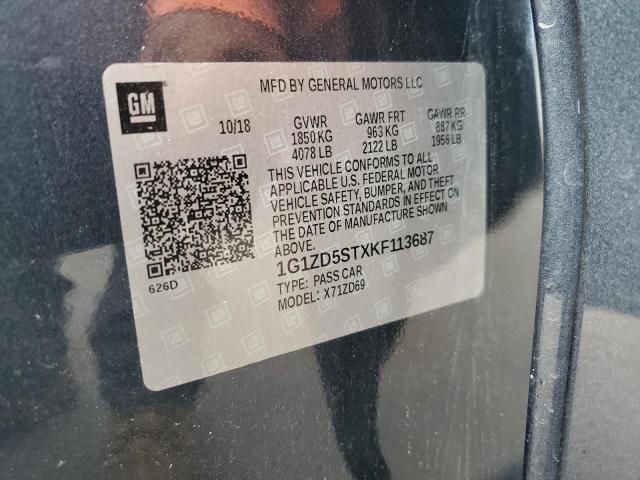 GM
MFD BY GENERAL MOTORS LLC
10/18
GVWR GAWR FRT GAWR RR
1850 KG 963 KG 887 KG
4078 LB 2122 LB 1956 LB
THIS VEHICLE CONFORMS TO ALL
APPLICABLE U.S. FEDERAL MOTOR
VEHICLE SAFETY, BUMPER, AND THEFT
PREVENTION STANDARDS IN EFFECT ON
THE DATE OF MANUFACTURE SHOWN
ABOVE.
1G1ZD5STXKF113687
626D
TYPE: PASS CAR
MODEL: X71ZD69